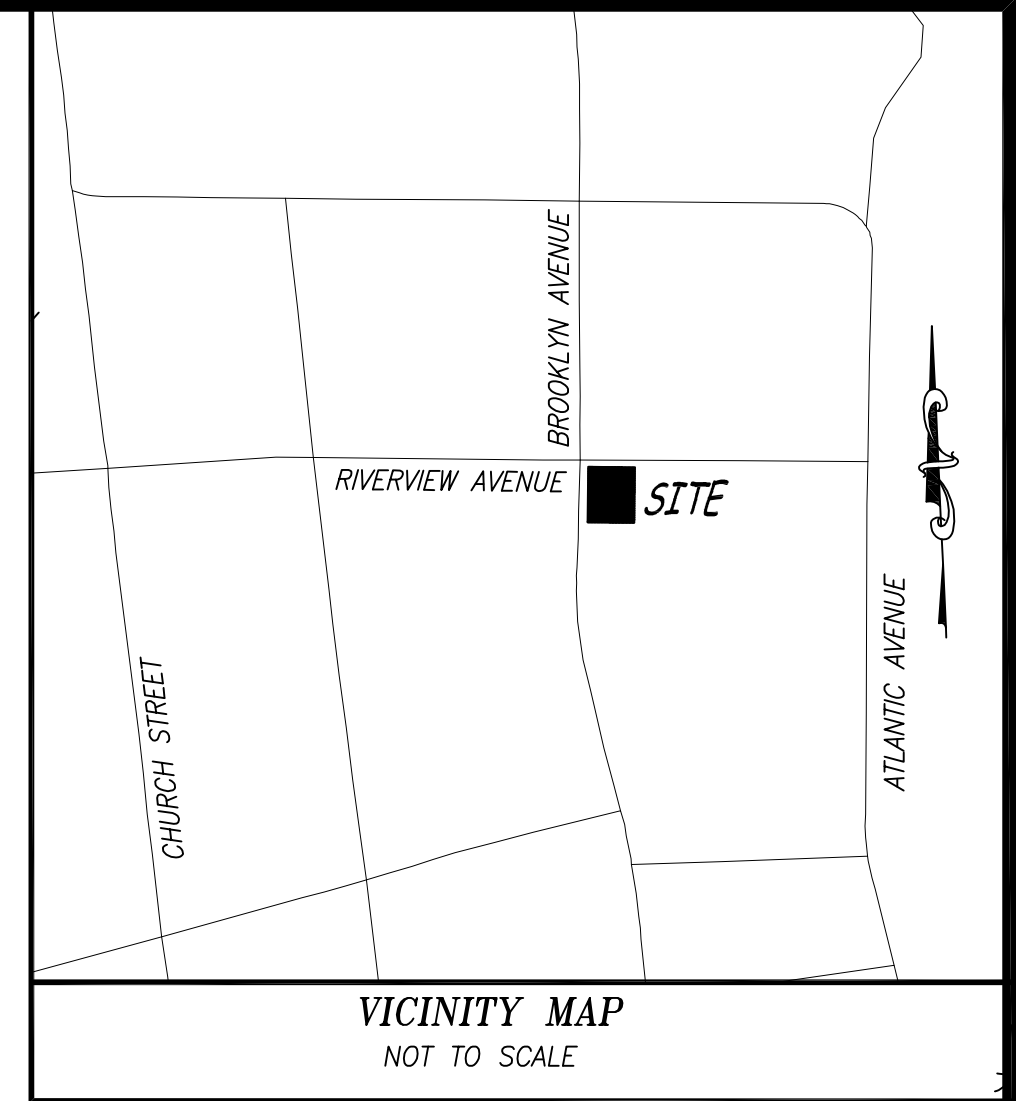 BROOKLYN AVENUE
RIVERVIEW AVENUE
SITE
ATLANTIC AVENUE
CHURCH STREET
VICINITY MAP
NOT TO SCALE